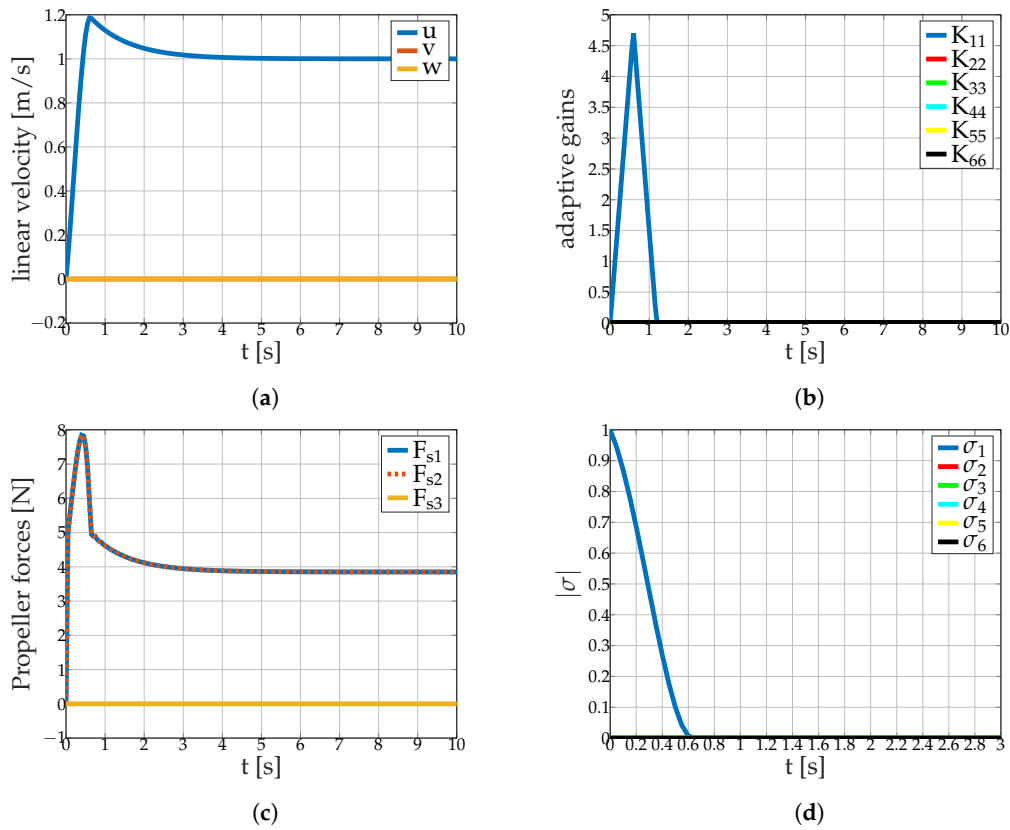 1.2
1
0.8
0.6
0.4
0.2
0
−0.2
linear velocity [m/s]
0 1 2 3 4 5 6 7 8 9 10
t [s]
u
v
w
(a)
5
4.5
4
3.5
3
2.5
2
1.5
1
0.5
0
adaptive gains
0 1 2 3 4 5 6 7 8 9 10
t [s]
K11
K22
K33
K44
K55
K66
(b)
8
7
6
5
4
3
2
1
0
−1
Propeller forces [N]
0 1 2 3 4 5 6 7 8 9 10
t [s]
Fs1
Fs2
Fs3
(c)
1
0.9
0.8
0.7
0.6
0.5
0.4
0.3
0.2
0.1
0
|σ|
0 0.2 0.4 0.6 0.8 1 1.2 1.4 1.6 1.8 2 2.2 2.4 2.6 2.8 3
t [s]
σ1
σ2
σ3
σ4
σ5
σ6
(d)